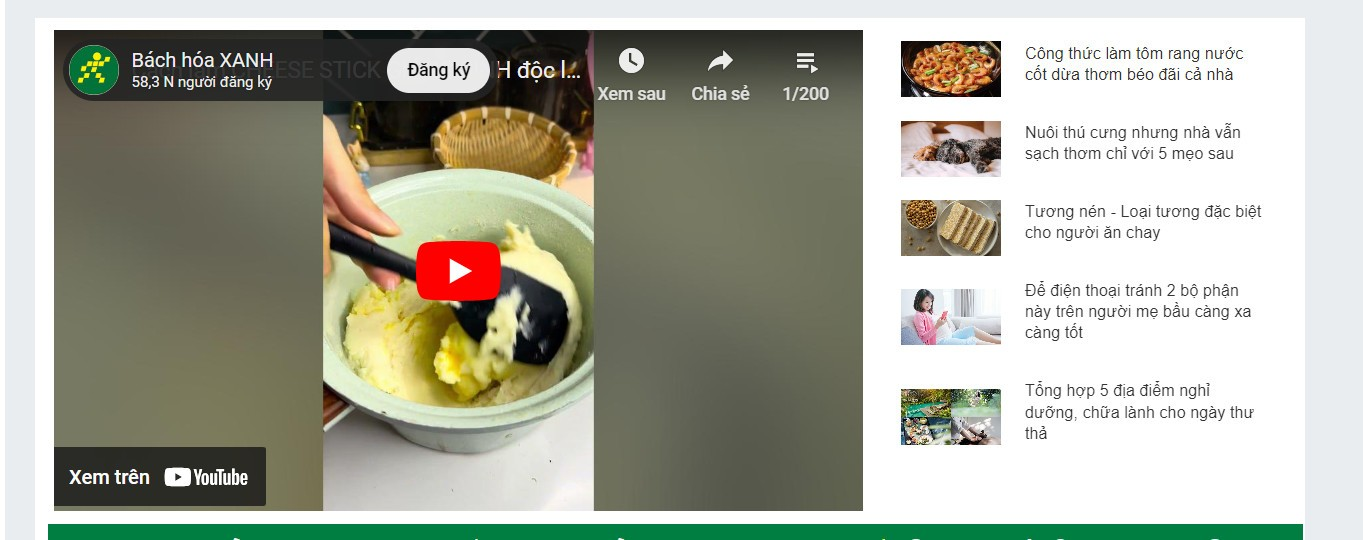 Bách hóa XANH
58,3 N người đăng ký
CHEESE STICK
Đăng ký
H độc l...
Xem sau
Chia sẻ
1/200
Xem trên YouTube
Công thức làm tôm rang nước
cốt dừa thơm béo đãi cả nhà
Nuôi thú cưng nhưng nhà vẫn
sạch thơm chỉ với 5 mẹo sau
Tương nén - Loại tương đặc biệt
cho người ăn chay
Để điện thoại tránh 2 bộ phận
này trên người mẹ bầu càng xa
càng tốt
Tổng hợp 5 địa điểm nghỉ
dưỡng, chữa lành cho ngày thư
thả